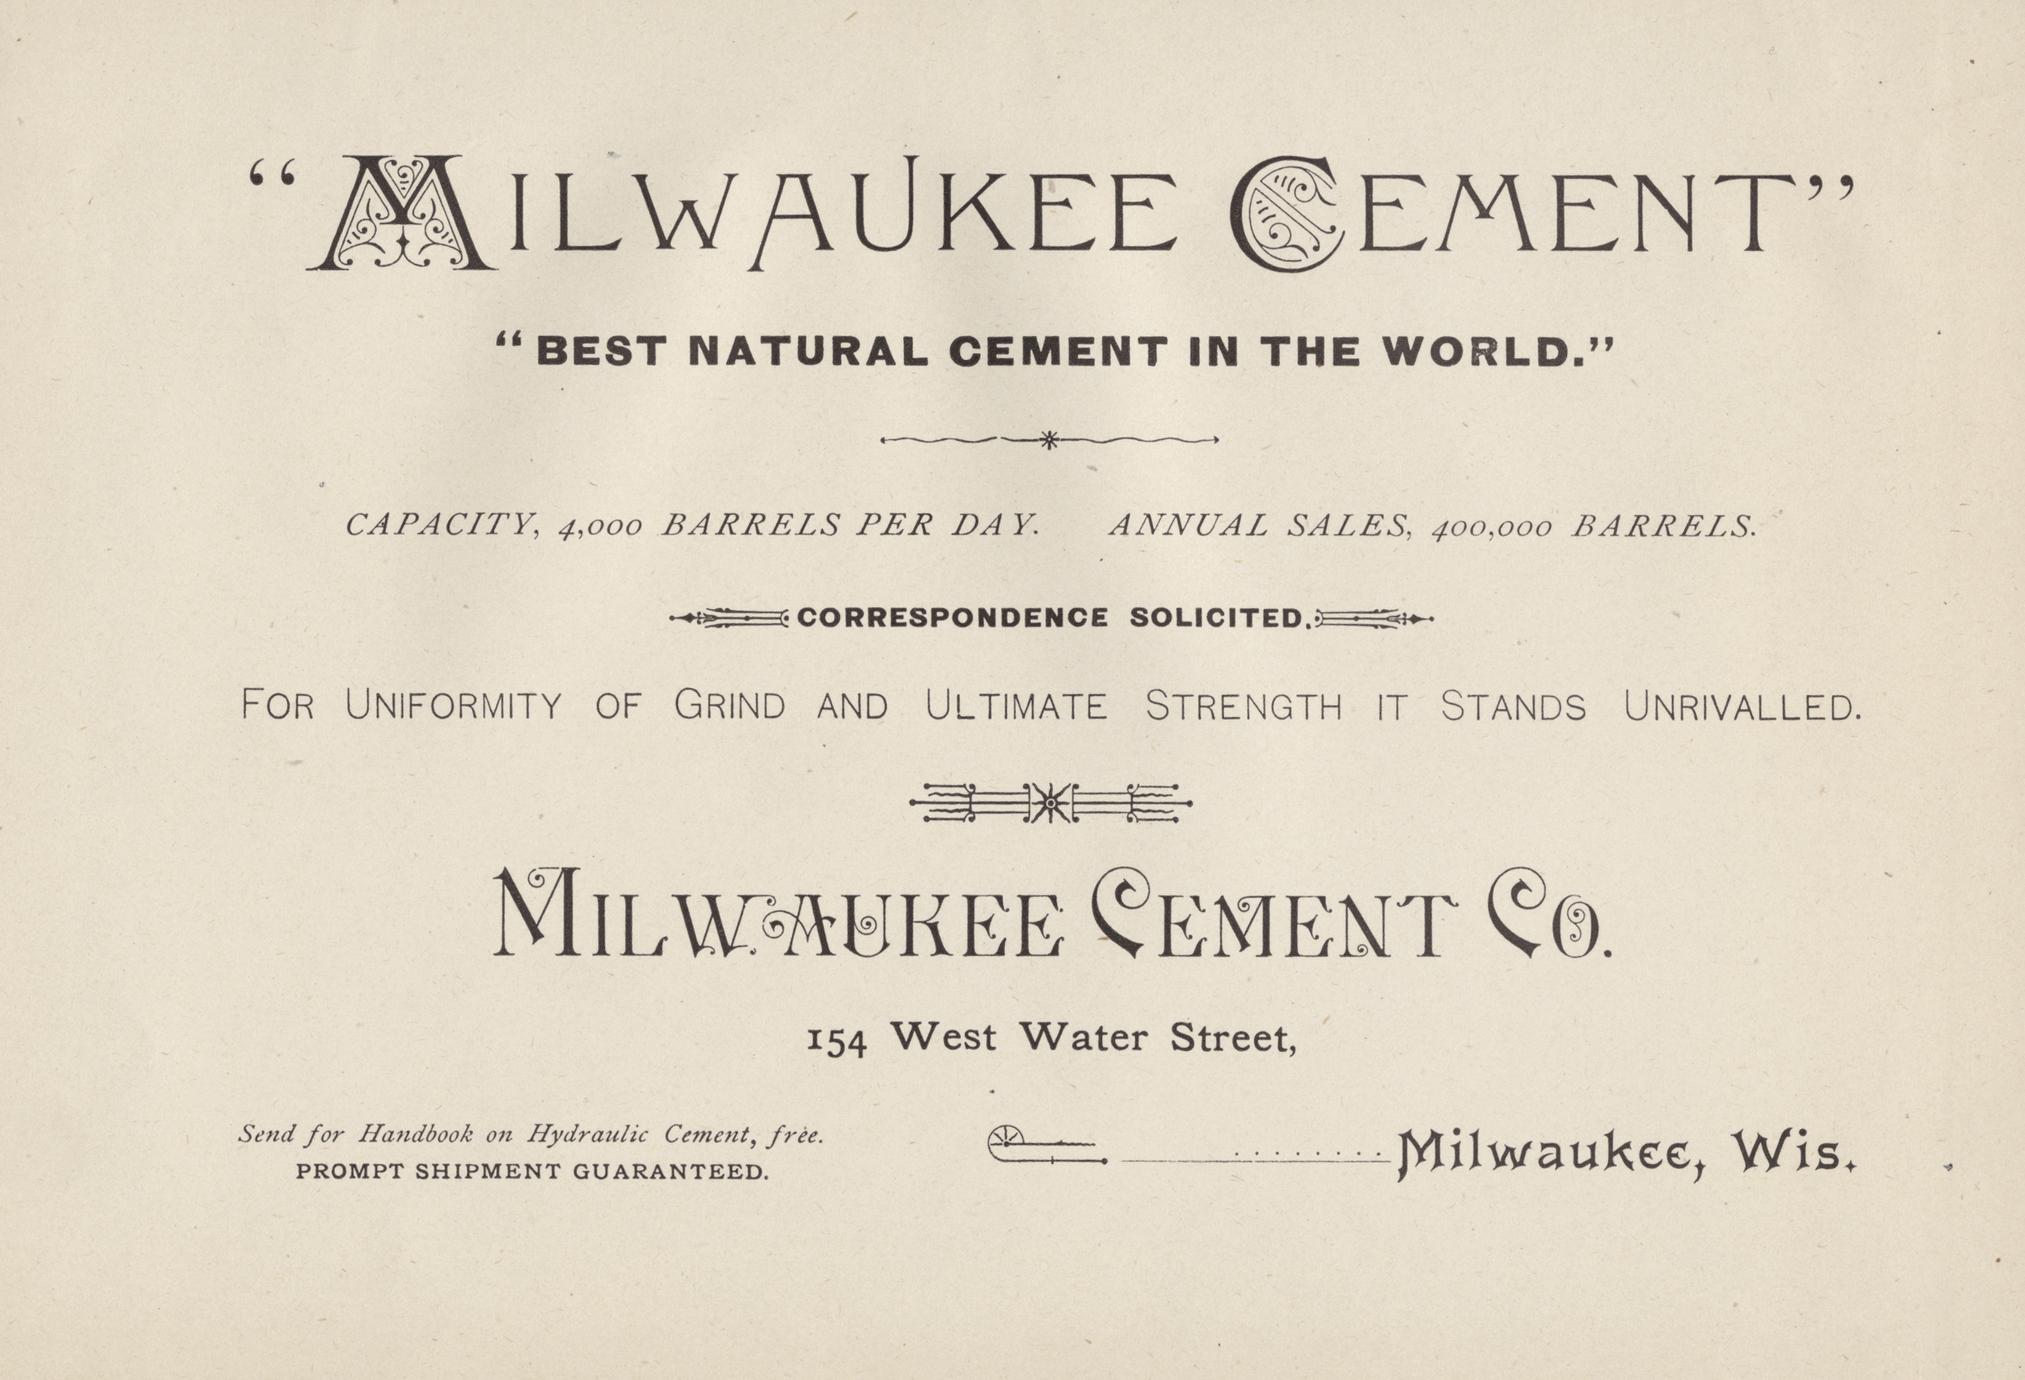 “MILWAUKEE CEMENT”
“BEST NATURAL CEMENT IN THE WORLD.”
CAPACITY, 4,000 BARRELS PER DAY. ANNUAL SALES, 400,000 BARRELS.
CORRESPONDENCE SOLICITED.
FOR UNIFORMITY OF GRIND AND ULTIMATE STRENGTH IT STANDS UNRIVALLED.
MILWAUKEE CEMENT CO.
154 West Water Street,
Send for Handbook on Hydraulic Cement, free.
PROMPT SHIPMENT GUARANTEED.
Milwaukee, Wis.